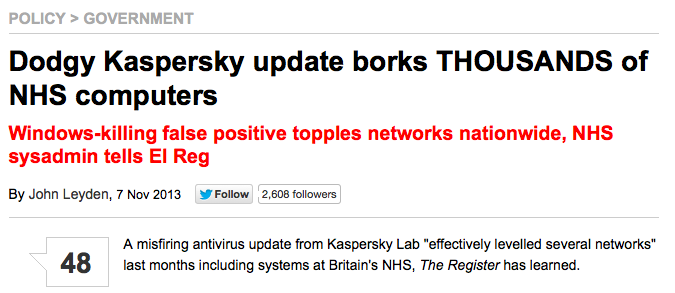 POLICY > GOVERNMENT
Dodgy Kaspersky update borks THOUSANDS of
NHS computers
Windows-killing false positive topples networks nationwide, NHS
sysadmin tells El Reg
By John Leyden, 7 Nov 2013 Follow 2,608 followers
48
A misfiring antivirus update from Kaspersky Lab "effectively levelled several networks"
last months including systems at Britain's NHS, The Register has learned.